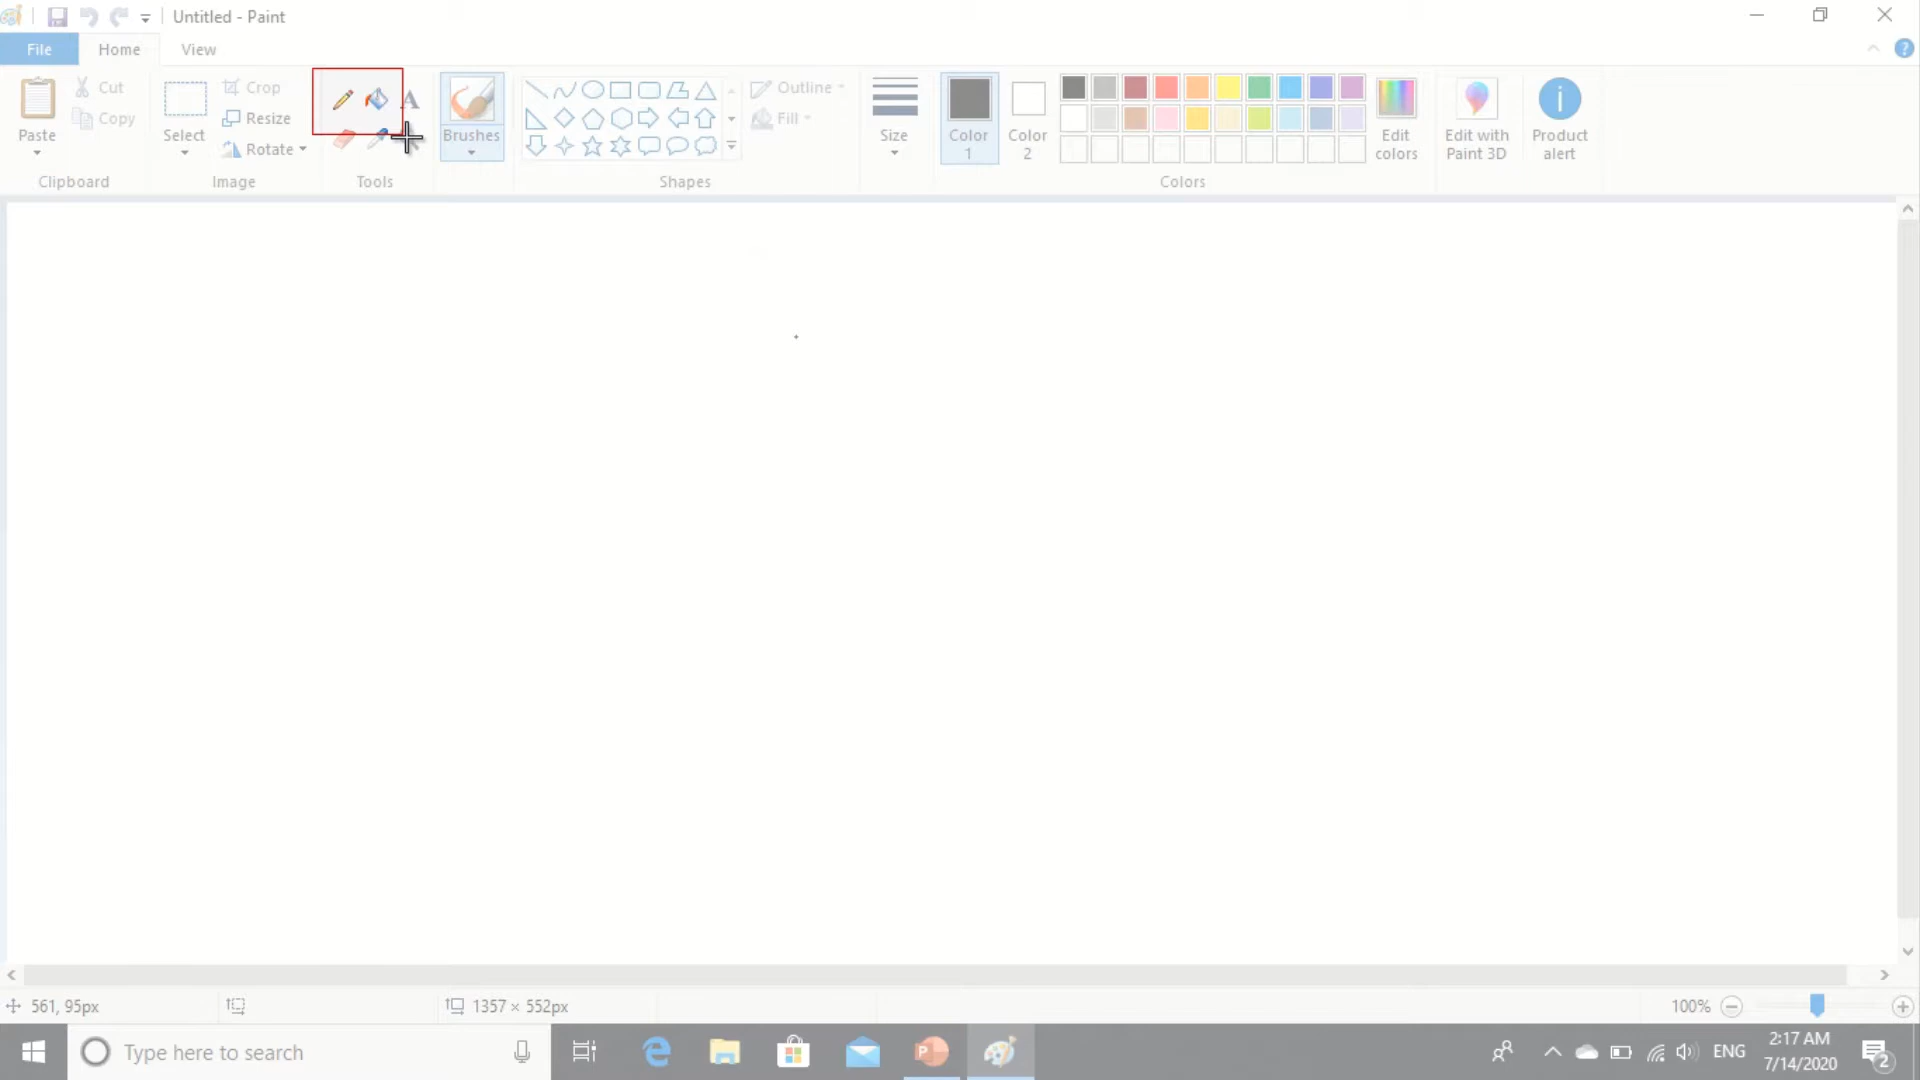 Untitled - Paint
File Home View
Paste
Cut
Copy
Clipboard
Select
Crop
Resize
Rotate
Image
A
Tools
Brushes
Shapes
Outline
Fill
Size
Color
1
Color
2
Colors
Edit
colors
Edit with
Paint 3D
Product
alert
561, 95px
1357 × 552px
100%
Type here to search
ENG
2:17 AM
7/14/2020
2